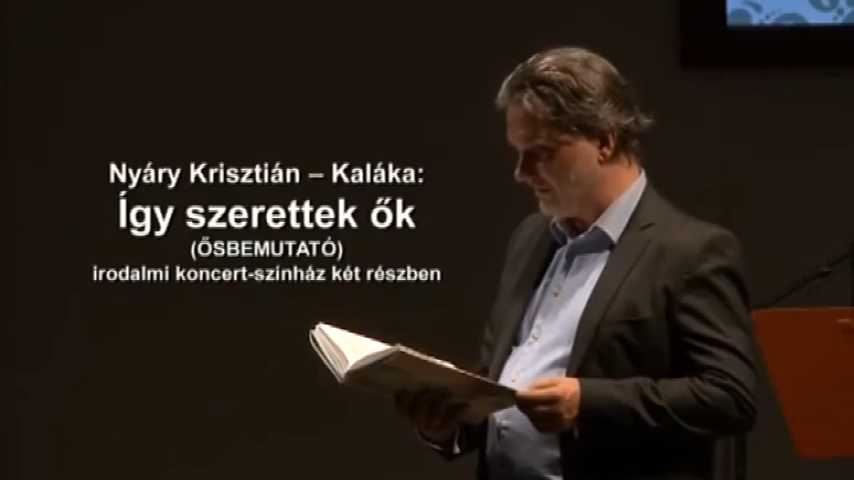 Nyáry Krisztián – Kaláka:
Így szerettek ők
(ŐSBEMUTATÓ)
irodalmi koncert-színház két részben